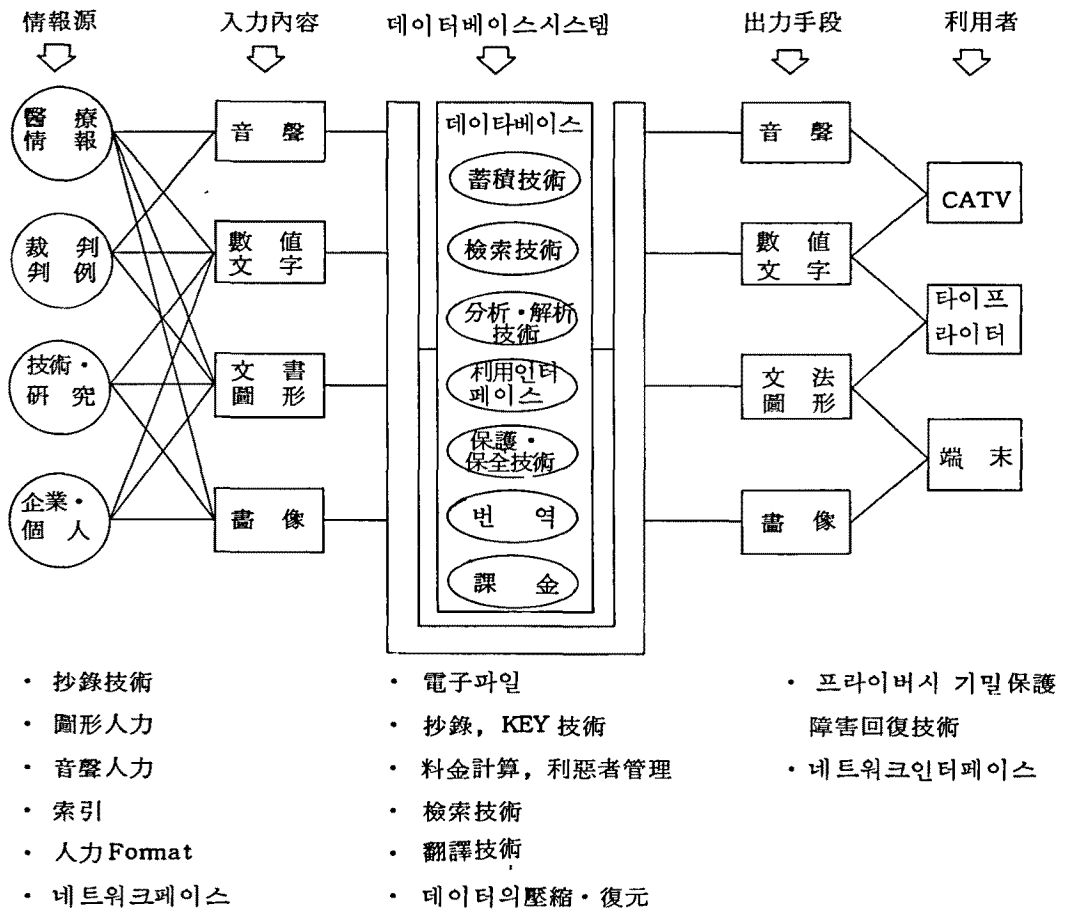 情報源
入力內容
데이터베이스시스템
出力手段
利用者
醫療
情報
裁判
判例
技術·
硏究
企業·
個人
音聲
數値
文字
文書
圖形
畵像
데이타베이스
蓄積技術
檢索技術
分析·解析
技術
利用인터
페이스
保護·
保全技術
번역
課金
音聲
數値
文字
文法
圖形
畵像
CATV
타이프
라이터
端末
· 抄錄技術
· 圖形人力
· 音聲人力
· 索引
· 人力Format
· 네트워크페이스
· 電子파일
· 抄錄, KEY 技術
· 料金計算, 利惡者管理
· 檢索技術
· 翻譯技術
· 데이터의壓縮·復元
· 프라이버시 기밀保護
障害回復技術
· 네트워크인터페이스